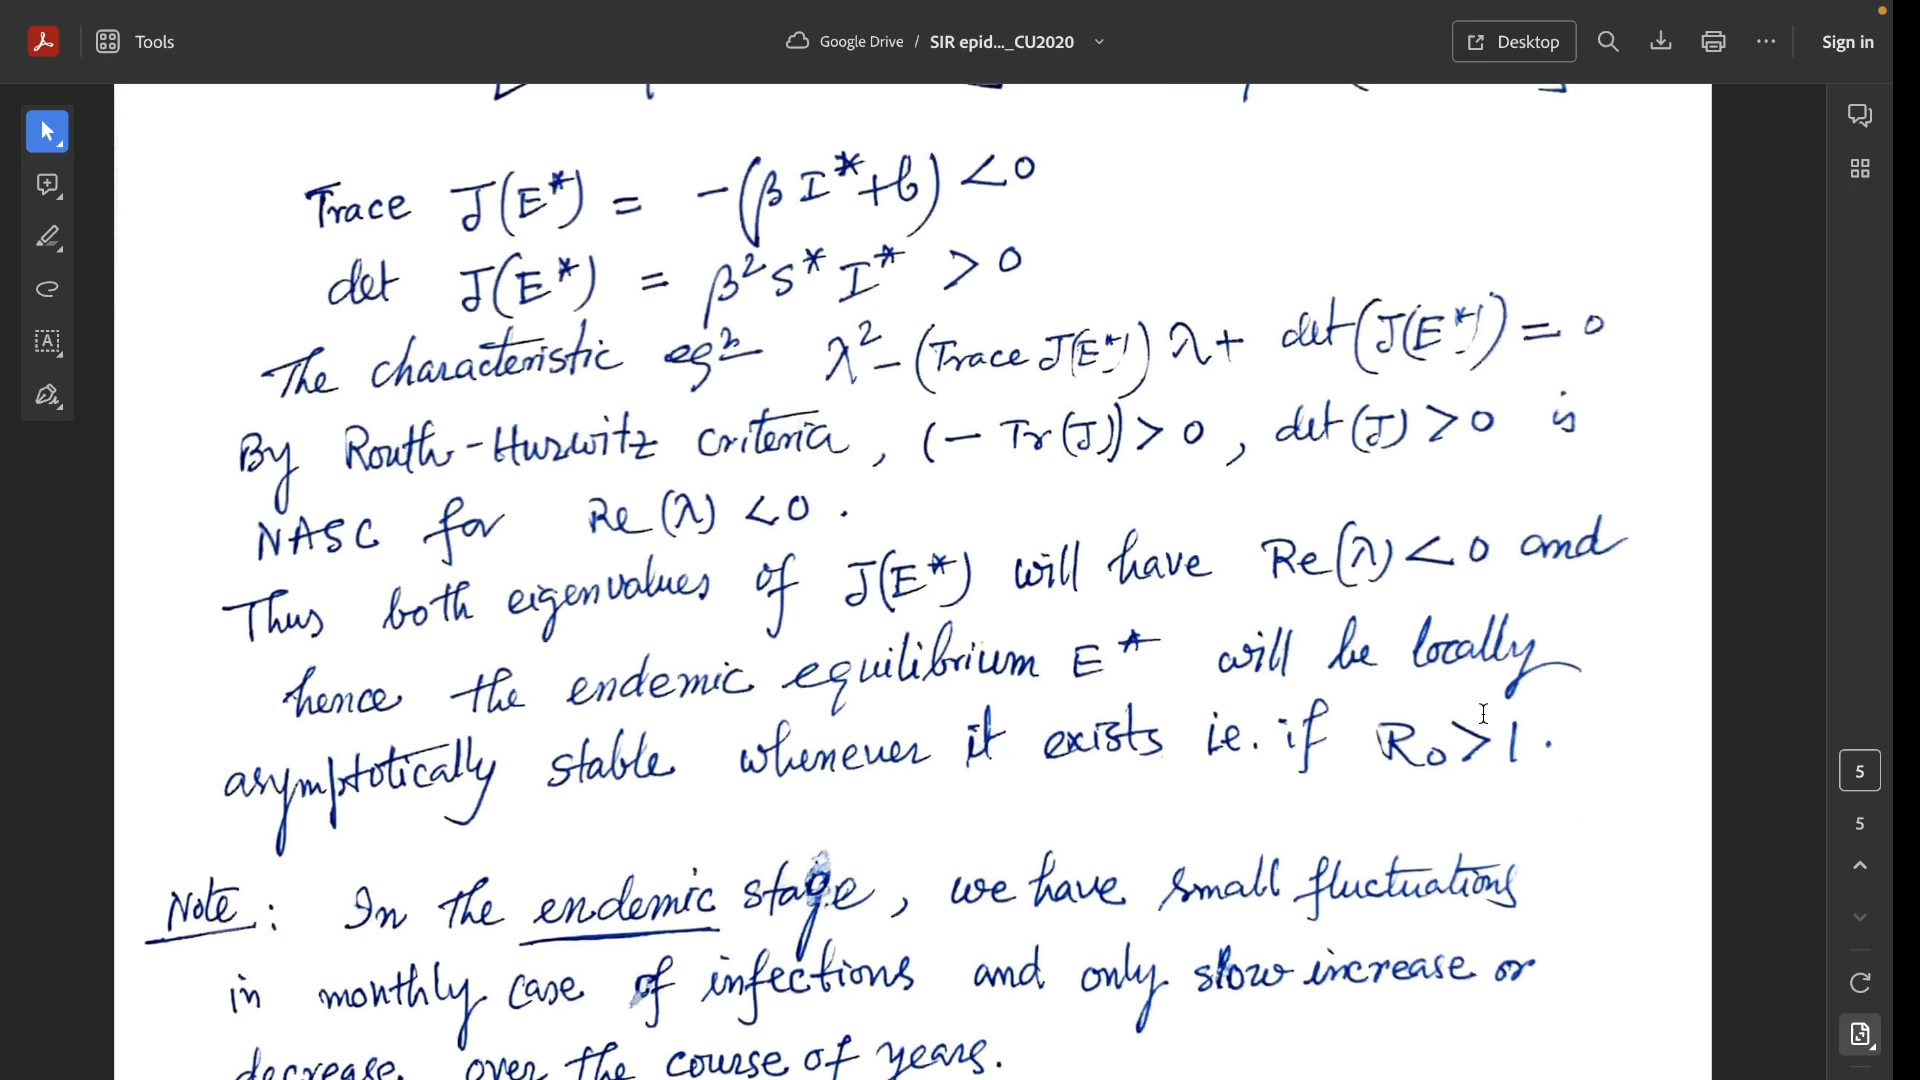 Tools
Google Drive / SIR epid..._CU2020
Desktop
Sign in
Trace J(E*) = -(β I* + b) < 0
det J(E*) = β² S* I* > 0
The characteristic eqⁿ λ² - (Trace J(E*)) λ + det(J(E*)) = 0
By Routh-Hurwitz criteria, (- Tr(J)) > 0, det(J) > 0 is
NASC for Re(λ) < 0.
Thus both eigenvalues of J(E*) will have Re(λ) < 0 and
hence the endemic equilibrium E* will be locally
asymptotically stable whenever it exists ie. if R₀ > 1.
Note: In the endemic stage, we have small fluctuations
in monthly case of infections and only slow increase or
decrease over the course of years.
5
5